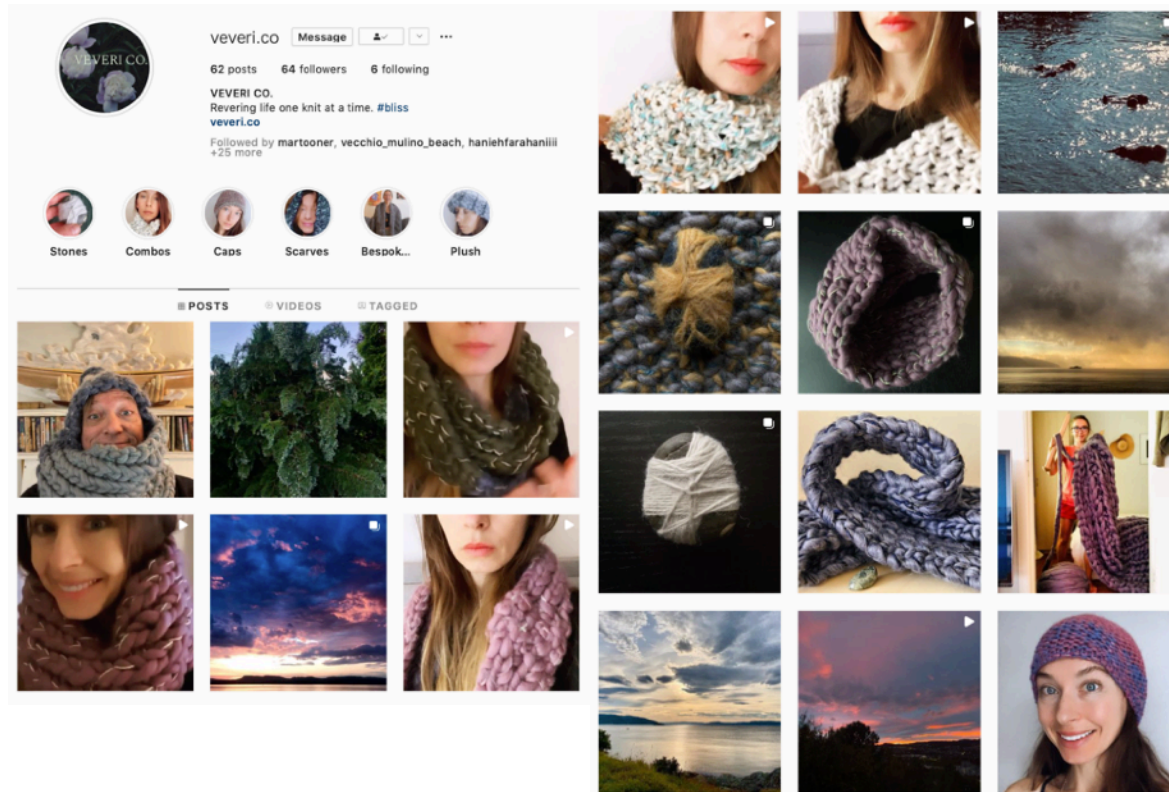 VEVERI CO.
veveri.co Message
62 posts 64 followers 6 following
VEVERI CO.
Revering life one knit at a time. #bliss
veveri.co
Followed by martooner, vecchio_mulino_beach, haniehfarahaniiii
+25 more
Stones Combos Caps Scarves Bespok... Plush
POSTS VIDEOS TAGGED